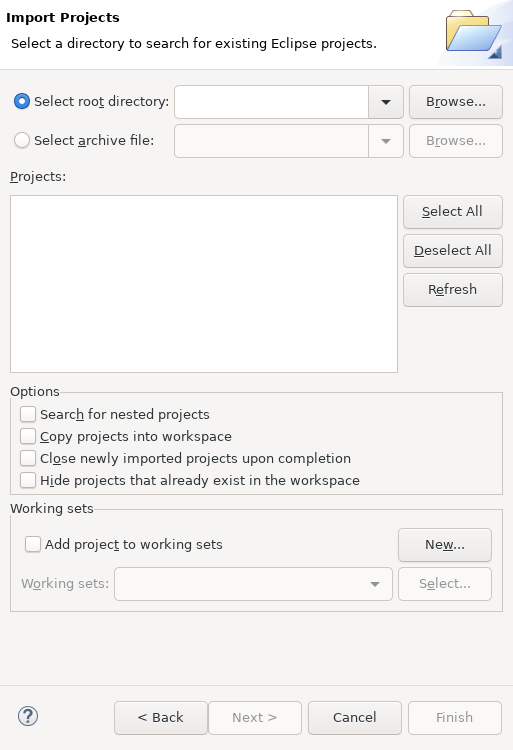 Import Projects
Select a directory to search for existing Eclipse projects.
Select root directory:
Browse...
Select archive file:
Browse...
Projects:
Select All
Deselect All
Refresh
Options
Search for nested projects
Copy projects into workspace
Close newly imported projects upon completion
Hide projects that already exist in the workspace
Working sets
Add project to working sets
New...
Working sets:
Select...
?
< Back
Next >
Cancel
Finish